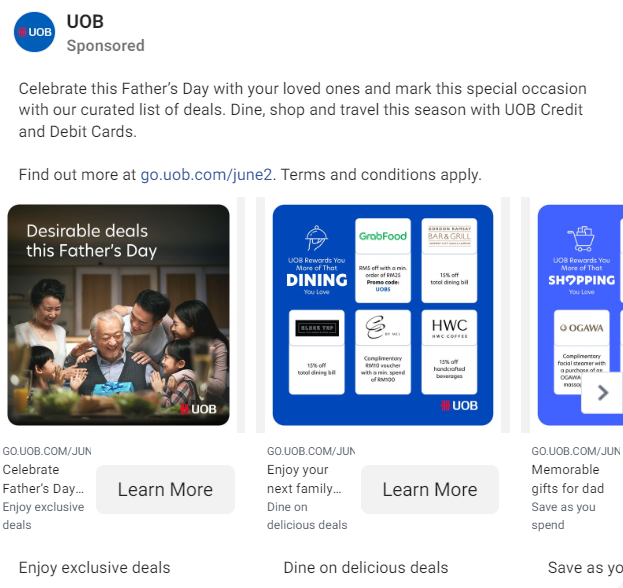 UOB
UOB
Sponsored
Celebrate this Father's Day with your loved ones and mark this special occasion
with our curated list of deals. Dine, shop and travel this season with UOB Credit
and Debit Cards.
Find out more at go.uob.com/june2. Terms and conditions apply.
Desirable deals
this Father's Day
UOB
UOB Rewards You
More of That
DINING
You Love
GrabFood
RM5 off with a min.
order of RM25
Promo code:
UOB5
GORDON RAMSAY
BAR & GRILL
15% off
total dining bill
15% off
total dining bill
Complimentary
RM10 voucher
with a min. spend
of RM100
HWC
HWC COFFEE
15% off
handcrafted
beverages
UOB
UOB Rewards You
More of That
SHOPPING
You Love
OGAWA
Complimentary
facial steamer with
a purchase of an
OGAWA
GO.UOB.COM/JUN
Celebrate
Father's Day...
Enjoy exclusive
deals
Learn More
GO.UOB.COM/JUN
Enjoy your
next family...
Dine on
delicious deals
Learn More
GO.UOB.COM/JUN
Memorable
gifts for dad
Save as you
spend
Enjoy exclusive deals
Dine on delicious deals
Save as yo